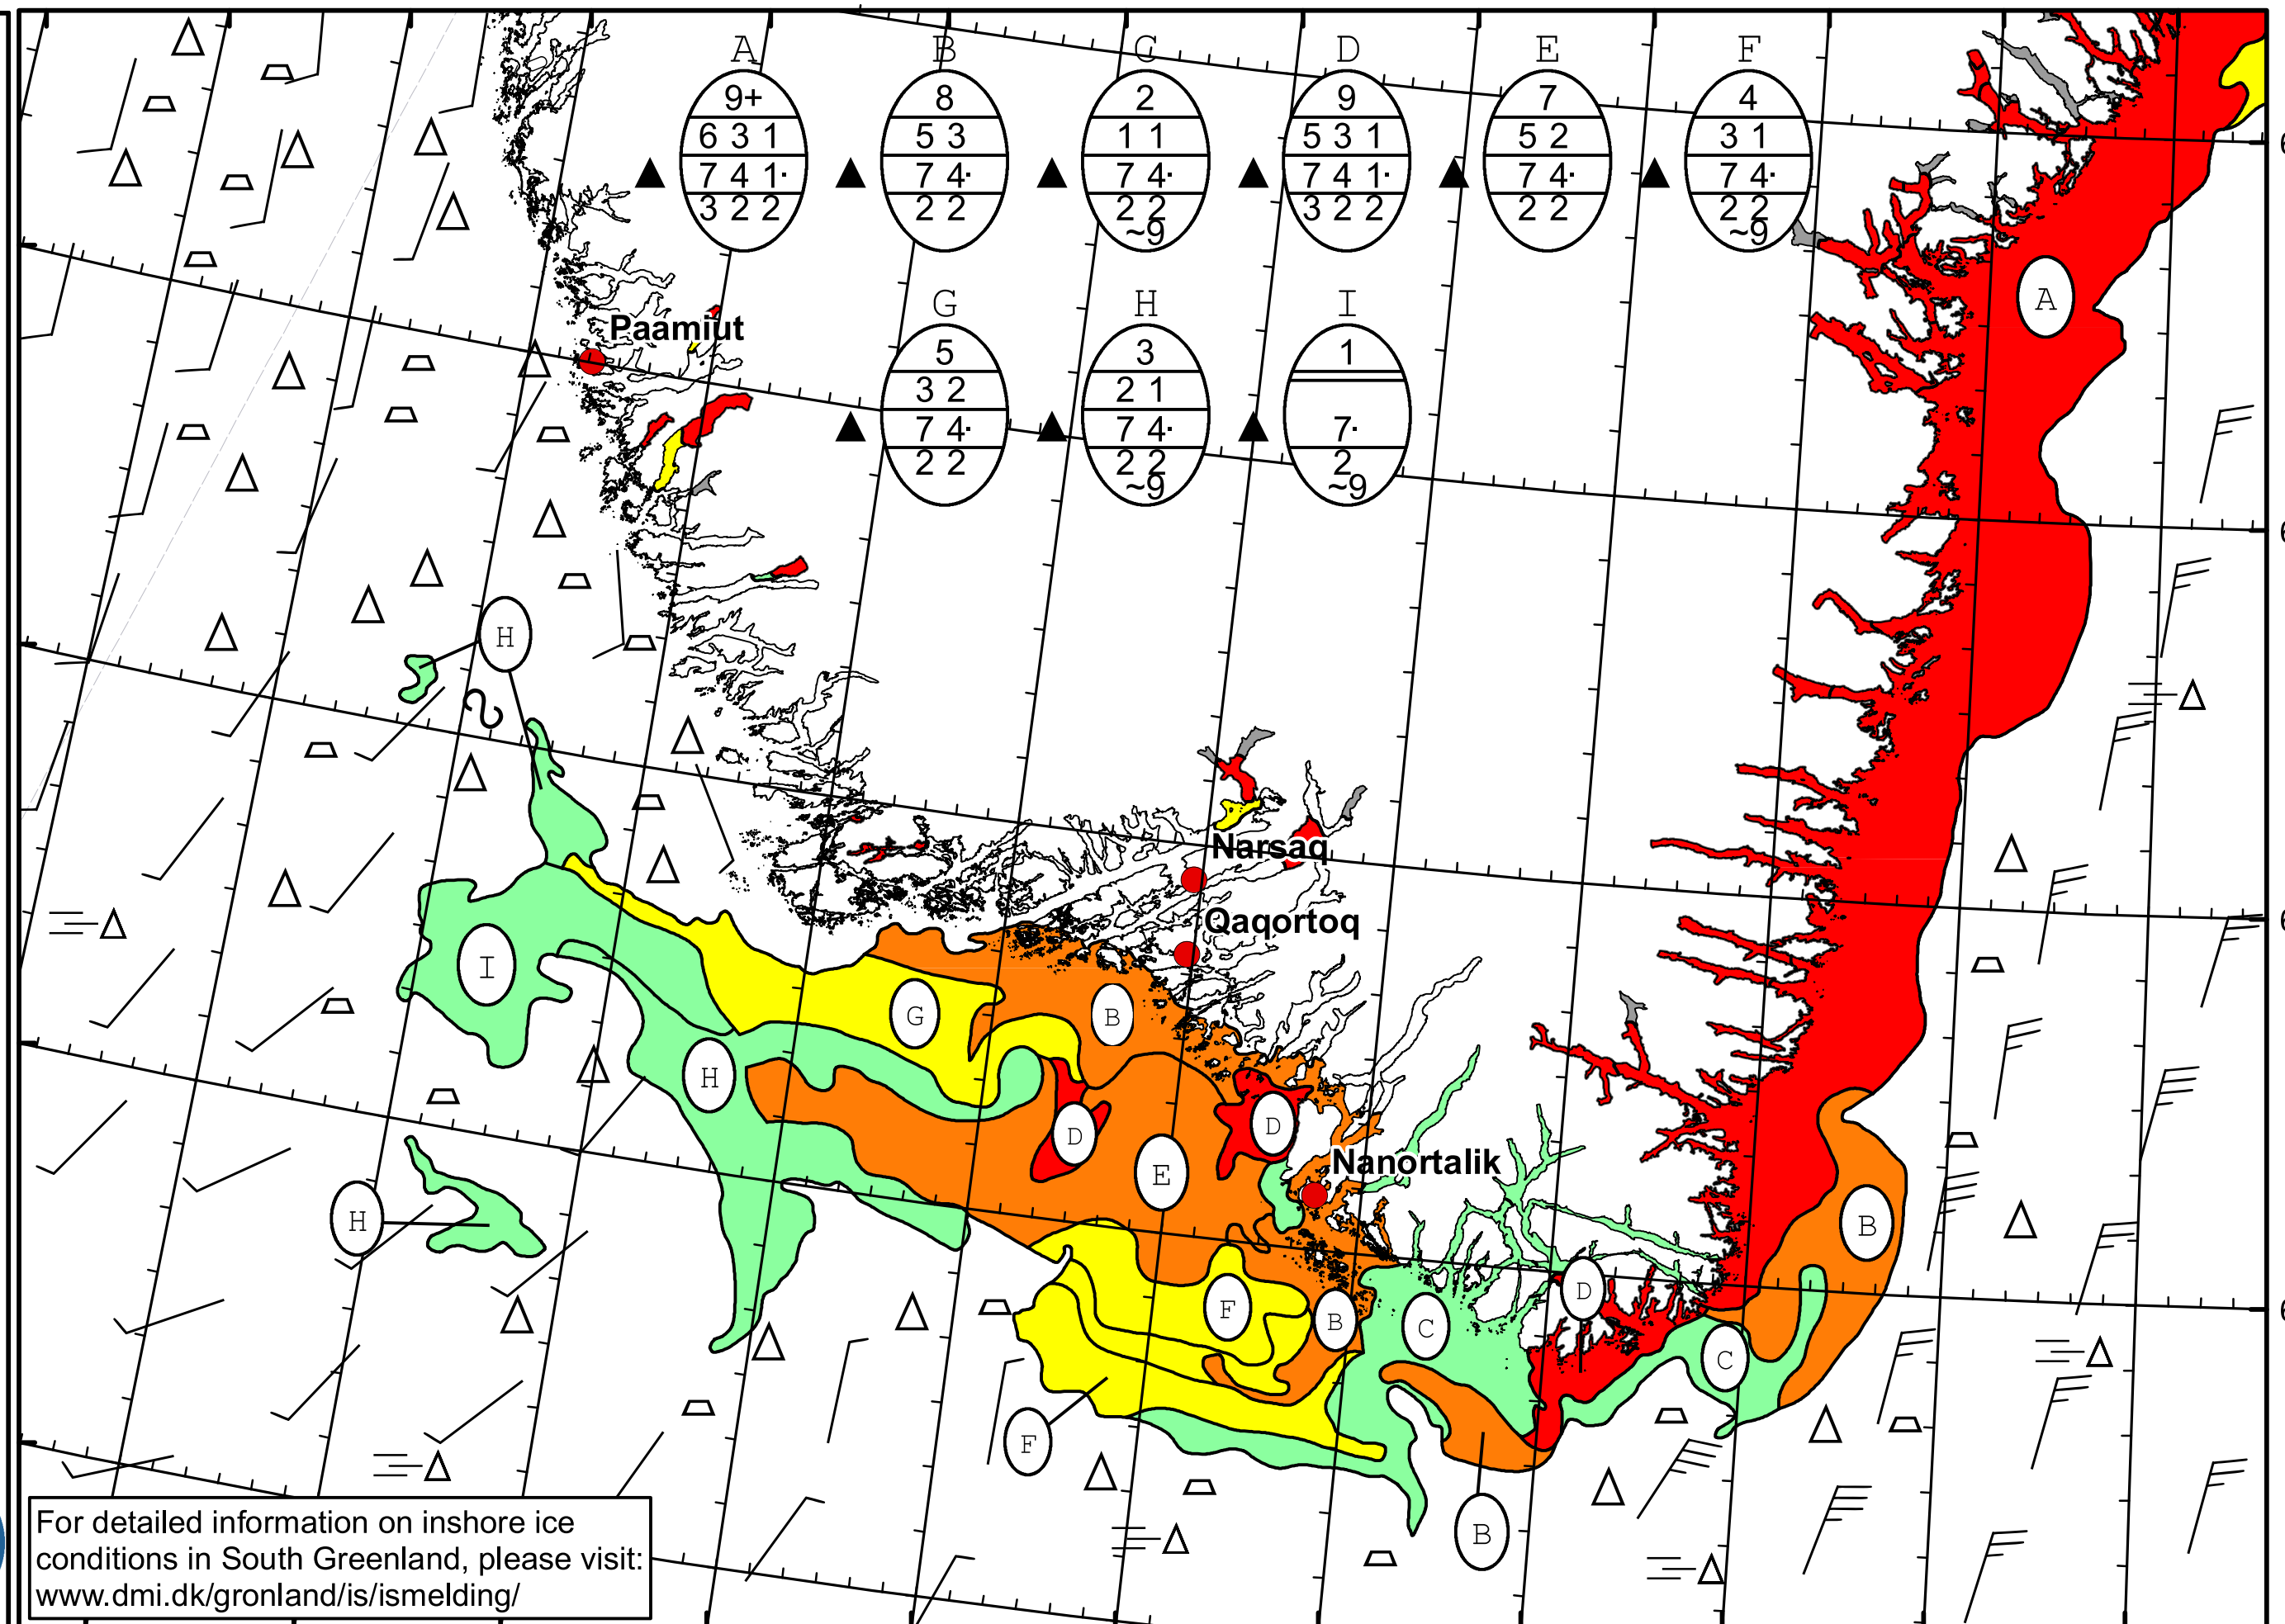 A B C D E F
9+ 8 2 9 7 4
6 3 1 5 3 1 1 5 3 1 5 2 3 1
7 4 1· 7 4· 7 4· 7 4 1· 7 4· 7 4·
3 2 2 2 2 2 2 3 2 2 2 2 2 2
~9 ~9
A
G H I
Paamiut
5 3 1
3 2 2 1
7 4· 7 4· 7·
2 2 2 2 2
~9 ~9
H
Narsaq
Qaqortoq
I
G
B
H
D
D
E
Nanortalik
H
B
D
F
B
C
C
F
B
For detailed information on inshore ice
conditions in South Greenland, please visit:
www.dmi.dk/gronland/is/ismelding/